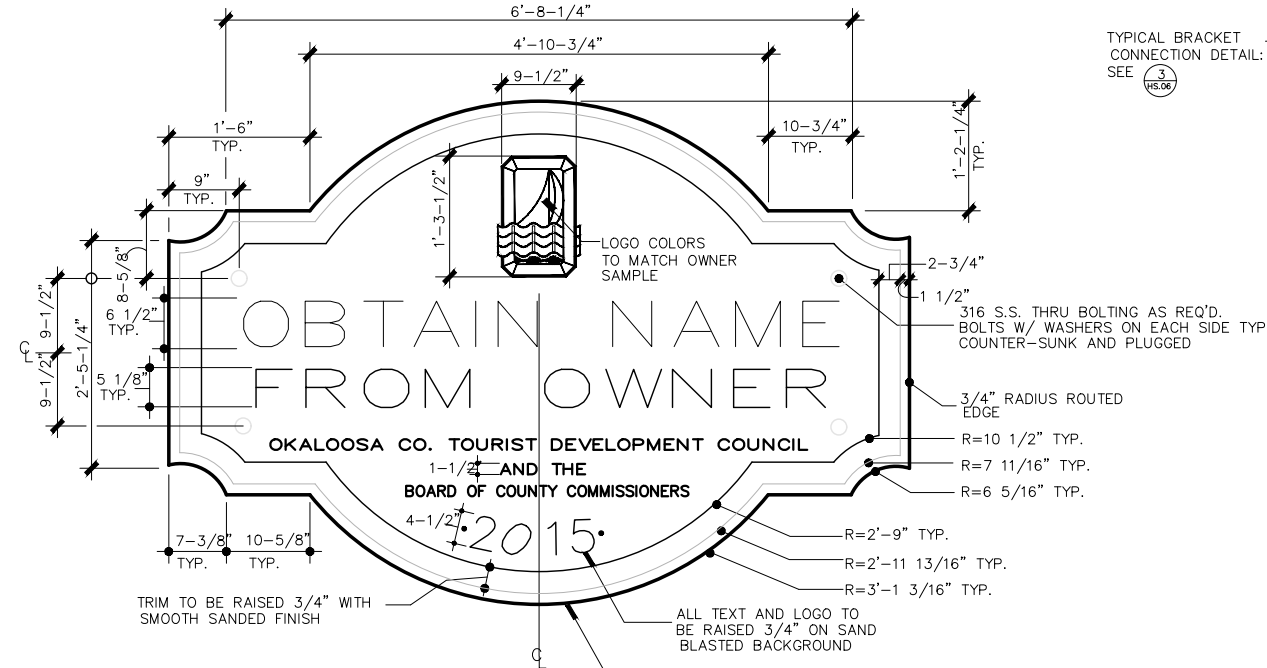 6'-8-1/4"
4'-10-3/4"
9-1/2"
TYPICAL BRACKET
CONNECTION DETAIL:
SEE 3
HS.06
1'-6"
TYP.
10-3/4"
TYP.
1'-2-1/4"
TYP.
9"
TYP.
1'-3-1/2"
8-5/8"
LOGO COLORS
TO MATCH OWNER
SAMPLE
2-3/4"
1 1/2"
9-1/2"
9-1/2"
2'-5-1/4"
6 1/2"
TYP.
5 1/8"
TYP.
OBTAIN NAME
FROM OWNER
316 S.S. THRU BOLTING AS REQ'D.
BOLTS W/ WASHERS ON EACH SIDE TYP
COUNTER-SUNK AND PLUGGED
3/4" RADIUS ROUTED
EDGE
OKALOOSA CO. TOURIST DEVELOPMENT COUNCIL
1-1/2" AND THE
BOARD OF COUNTY COMMISSIONERS
R=10 1/2" TYP.
R=7 11/16" TYP.
R=6 5/16" TYP.
4-1/2"
2015
7-3/8"
TYP.
10-5/8"
TYP.
R=2'-9" TYP.
R=2'-11 13/16" TYP.
R=3'-1 3/16" TYP.
TRIM TO BE RAISED 3/4" WITH
SMOOTH SANDED FINISH
ALL TEXT AND LOGO TO
BE RAISED 3/4" ON SAND
BLASTED BACKGROUND